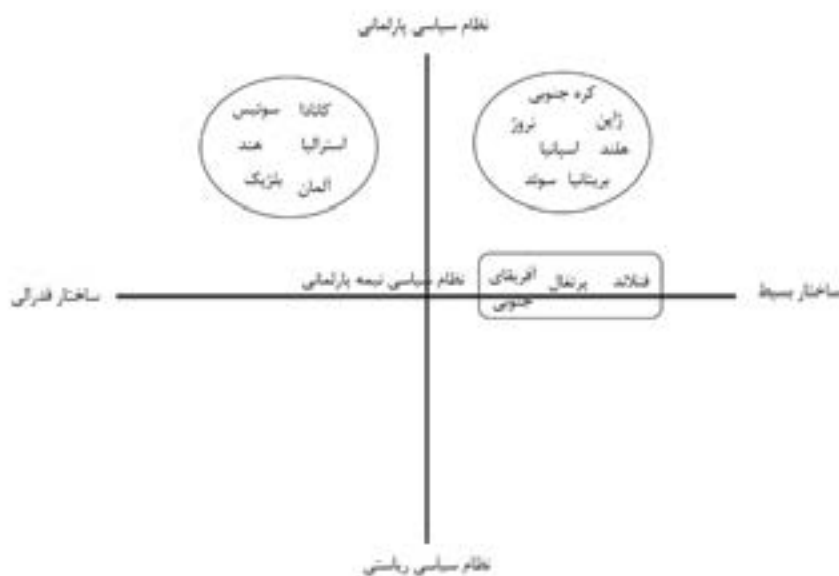 نظام سیاسی پارلمانی
کره جنوبی
ژاپن نروژ
هلند اسپانیا
بریتانیا سوئد
کانادا سوئیس
استرالیا هند
آلمان بلژیک
ساختار بسیط
فنلاند پرتغال آفریقای جنوبی
نظام سیاسی نیمه پارلمانی
ساختار فدرالی
نظام سیاسی ریاستی